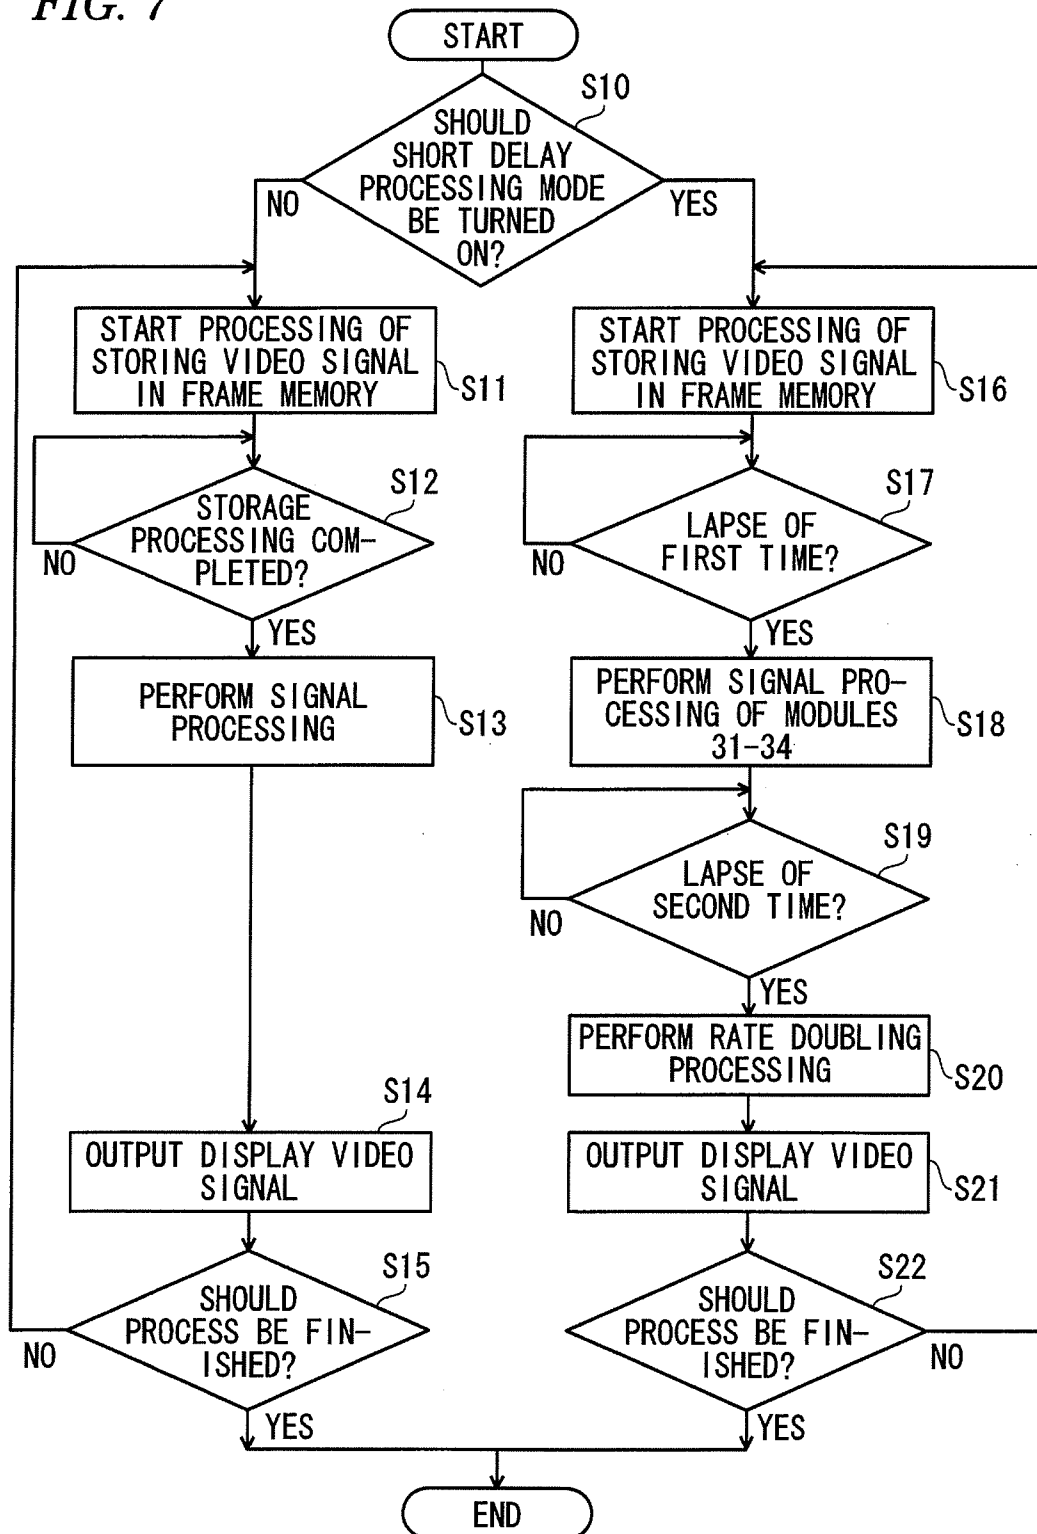 FIG. 7
START
S10
SHOULD
SHORT DELAY
PROCESSING MODE
BE TURNED
ON?
NO
YES
START PROCESSING OF
STORING VIDEO SIGNAL
IN FRAME MEMORY
S11
S12
STORAGE
PROCESSING COM-
PLETED?
NO
YES
PERFORM SIGNAL
PROCESSING
S13
S14
OUTPUT DISPLAY VIDEO
SIGNAL
S15
SHOULD
PROCESS BE FIN-
ISHED?
NO
YES
START PROCESSING OF
STORING VIDEO SIGNAL
IN FRAME MEMORY
S16
S17
LAPSE OF
FIRST TIME?
NO
YES
PERFORM SIGNAL PRO-
CESSING OF MODULES
31-34
S18
S19
LAPSE OF
SECOND TIME?
NO
YES
PERFORM RATE DOUBLING
PROCESSING
S20
OUTPUT DISPLAY VIDEO
SIGNAL
S21
S22
SHOULD
PROCESS BE FIN-
ISHED?
NO
YES
END